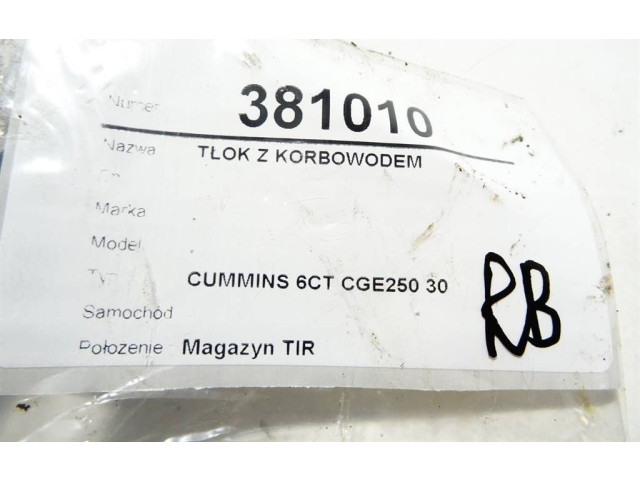 Numer 381010
Nazwa TŁOK Z KORBOWODEM
Marka
Model
CUMMINS 6CT CGE250 30
Samochód
Położenie Magazyn TIR
RB